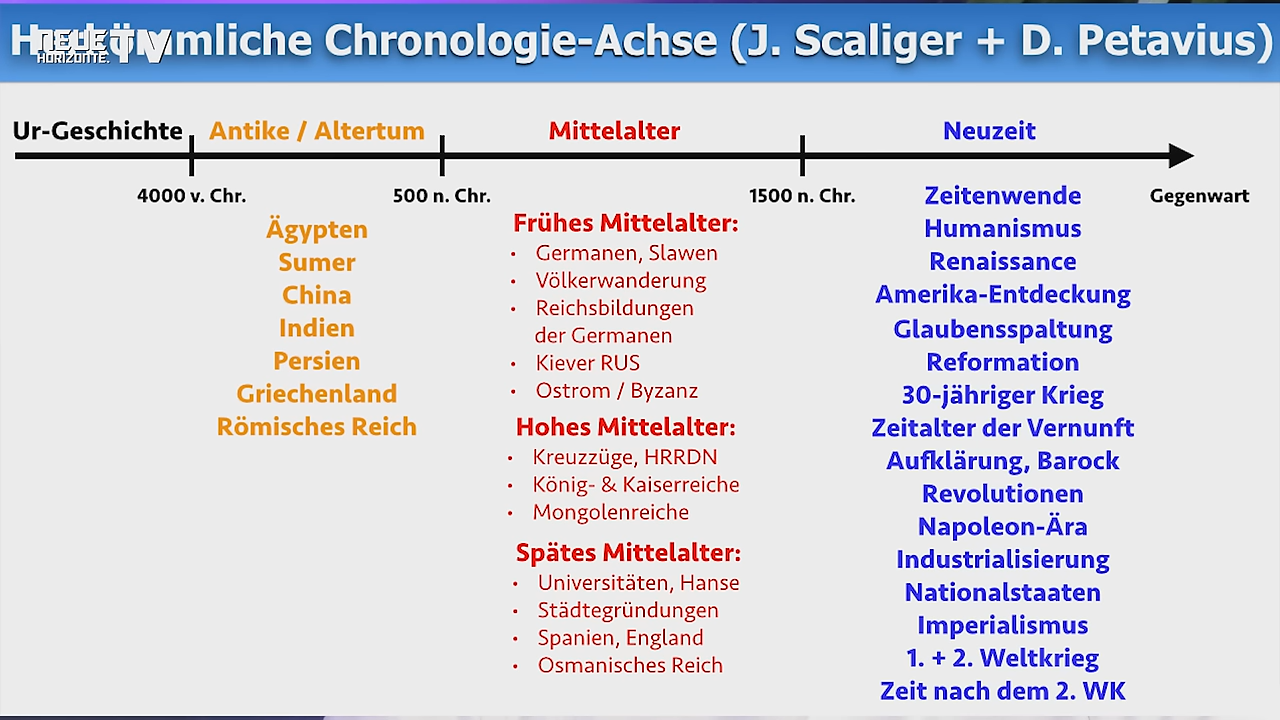 Herkömmliche Chronologie-Achse (J. Scaliger + D. Petavius)
NEUE TV
HORIZONTE.
Ur-Geschichte
Antike / Altertum
Mittelalter
Neuzeit
4000 v. Chr.
500 n. Chr.
1500 n. Chr.
Gegenwart
Ägypten
Sumer
China
Indien
Persien
Griechenland
Römisches Reich
Frühes Mittelalter:
• Germanen, Slawen
• Völkerwanderung
• Reichsbildungen
der Germanen
• Kiever RUS
• Ostrom / Byzanz
Hohes Mittelalter:
• Kreuzzüge, HRRDN
• König- & Kaiserreiche
• Mongolenreiche
Spätes Mittelalter:
• Universitäten, Hanse
• Städtegründungen
• Spanien, England
• Osmanisches Reich
Zeitenwende
Humanismus
Renaissance
Amerika-Entdeckung
Glaubensspaltung
Reformation
30-jähriger Krieg
Zeitalter der Vernunft
Aufklärung, Barock
Revolutionen
Napoleon-Ära
Industrialisierung
Nationalstaaten
Imperialismus
1. + 2. Weltkrieg
Zeit nach dem 2. WK